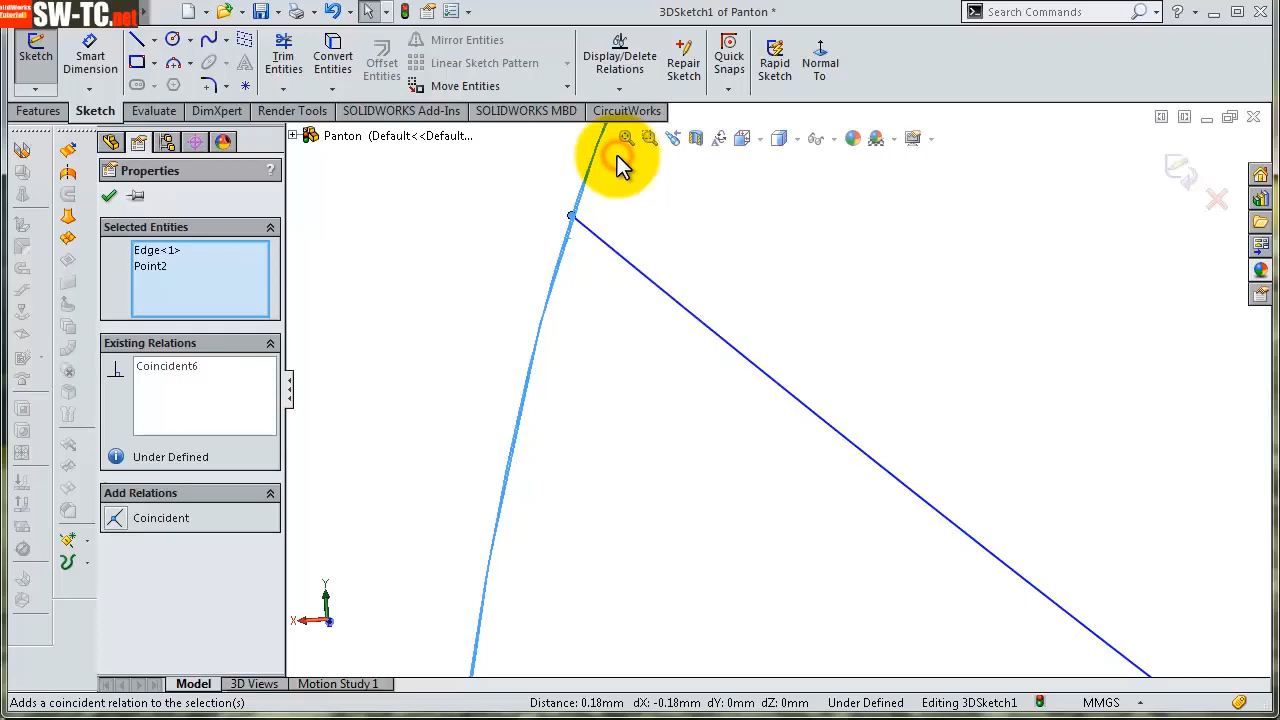 SolidWorks
Tutorial
SW-TC.net
3DSketch1 of Panton *
Search Commands
Sketch
Smart
Dimension
Trim
Entities
Convert
Entities
Offset
Entities
Mirror Entities
Linear Sketch Pattern
Move Entities
Display/Delete
Relations
Repair
Sketch
Quick
Snaps
Rapid
Sketch
Normal
To
Features
Sketch
Evaluate
DimXpert
Render Tools
SOLIDWORKS Add-Ins
SOLIDWORKS MBD
CircuitWorks
Panton (Default<<Default...
Properties
?
Selected Entities
Edge<1>
Point2
Existing Relations
Coincident6
Under Defined
Add Relations
Coincident
Y
X
Model
3D Views
Motion Study 1
Adds a coincident relation to the selection(s)
Distance: 0.18mm dX: -0.18mm dY: 0mm dZ: 0mm
Under Defined
Editing 3DSketch1
MMGS